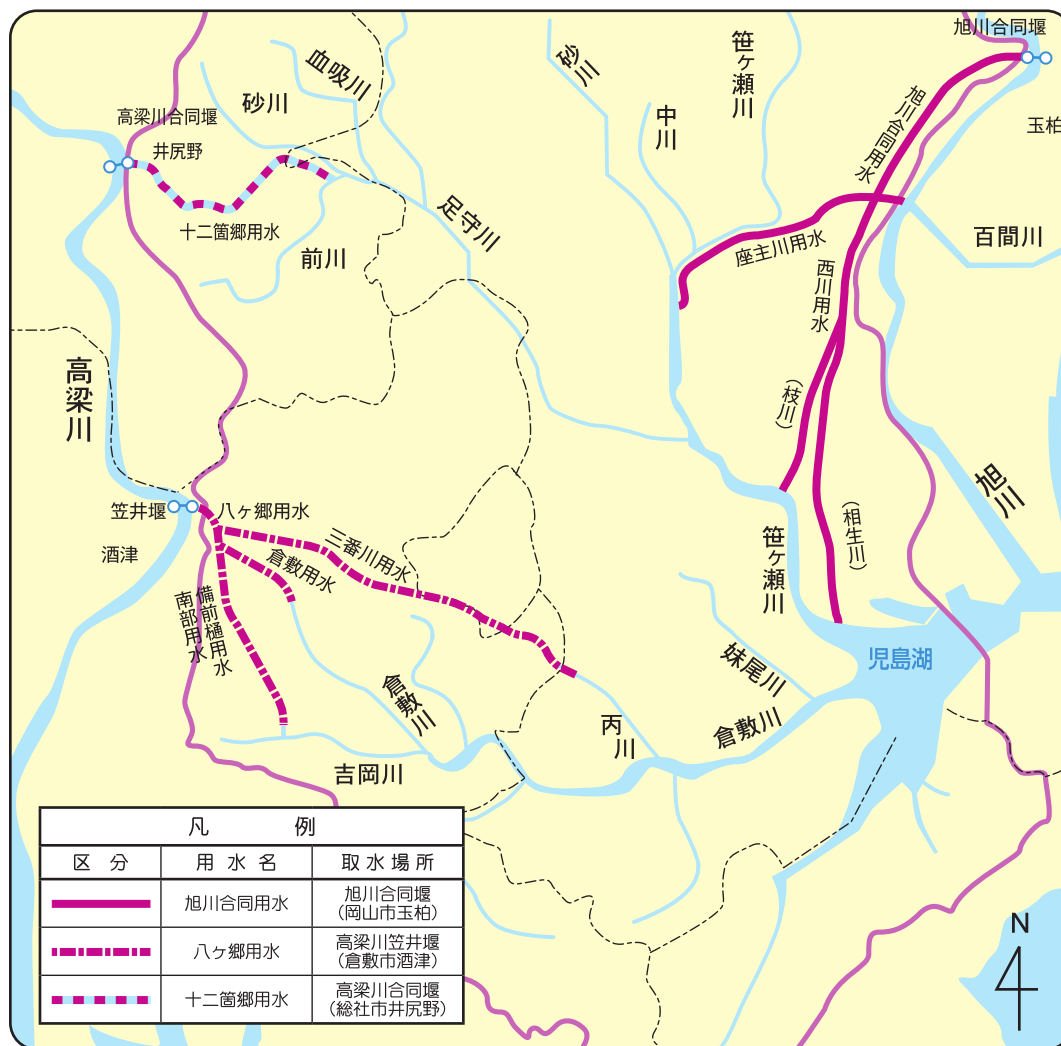 旭川合同堰
玉柏
笹ヶ瀬川
砂川
中川
血吸川
砂川
高梁川合同堰
井尻野
十二箇郷用水
前川
足守川
旭川合同用水
座主川用水
百間川
西川用水
(枝川)
(相生川)
旭川
高梁川
笠井堰
酒津
八ヶ郷用水
三番川用水
倉敷用水
備前樋用水
南部用水
笹ヶ瀬川
児島湖
妹尾川
倉敷川
丙川
倉敷川
吉岡川
凡 例
区 分 用 水 名 取 水 場 所
旭川合同用水 旭川合同堰
(岡山市玉柏)
八ヶ郷用水 高梁川笠井堰
(倉敷市酒津)
十二箇郷用水 高梁川合同堰
(総社市井尻野)
N